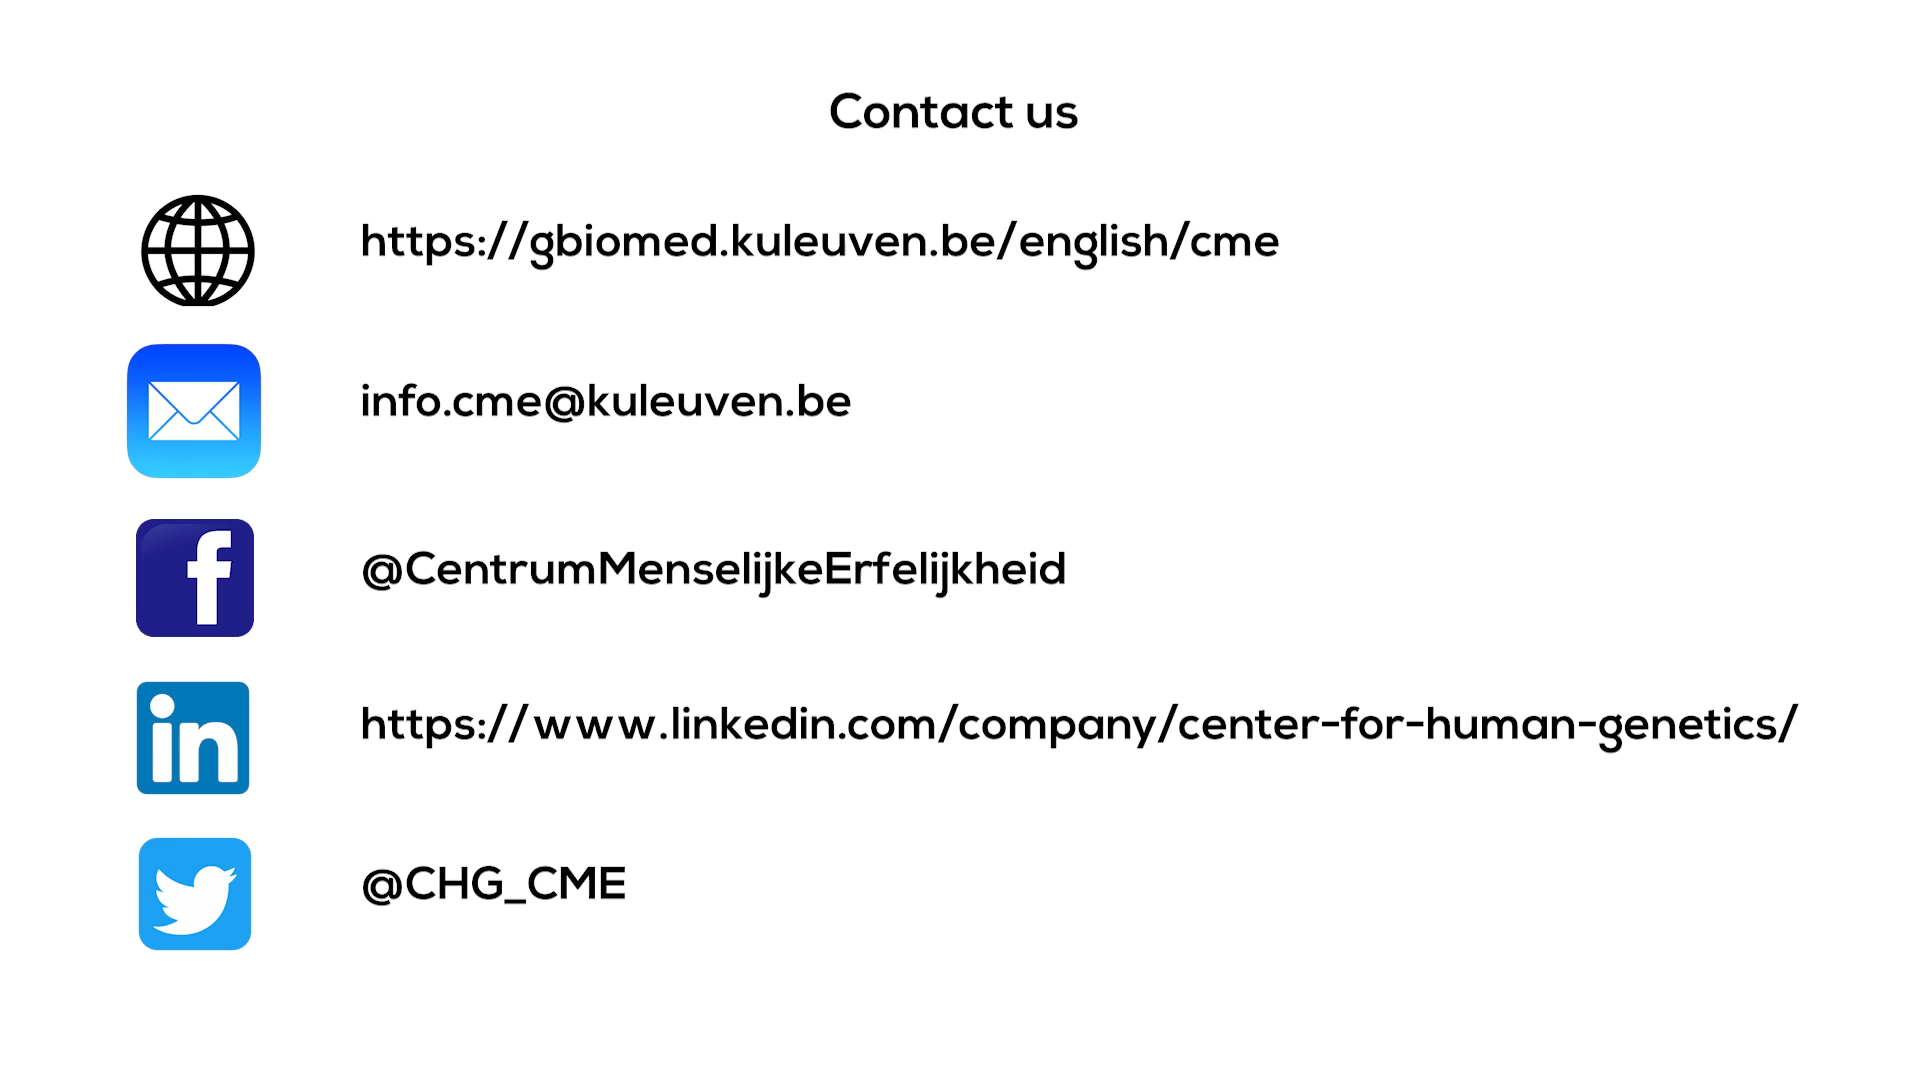 Contact us
https://gbiomed.kuleuven.be/english/cme
info.cme@kuleuven.be
@CentrumMenselijkeErfelijkheid
https://www.linkedin.com/company/center-for-human-genetics/
@CHG_CME